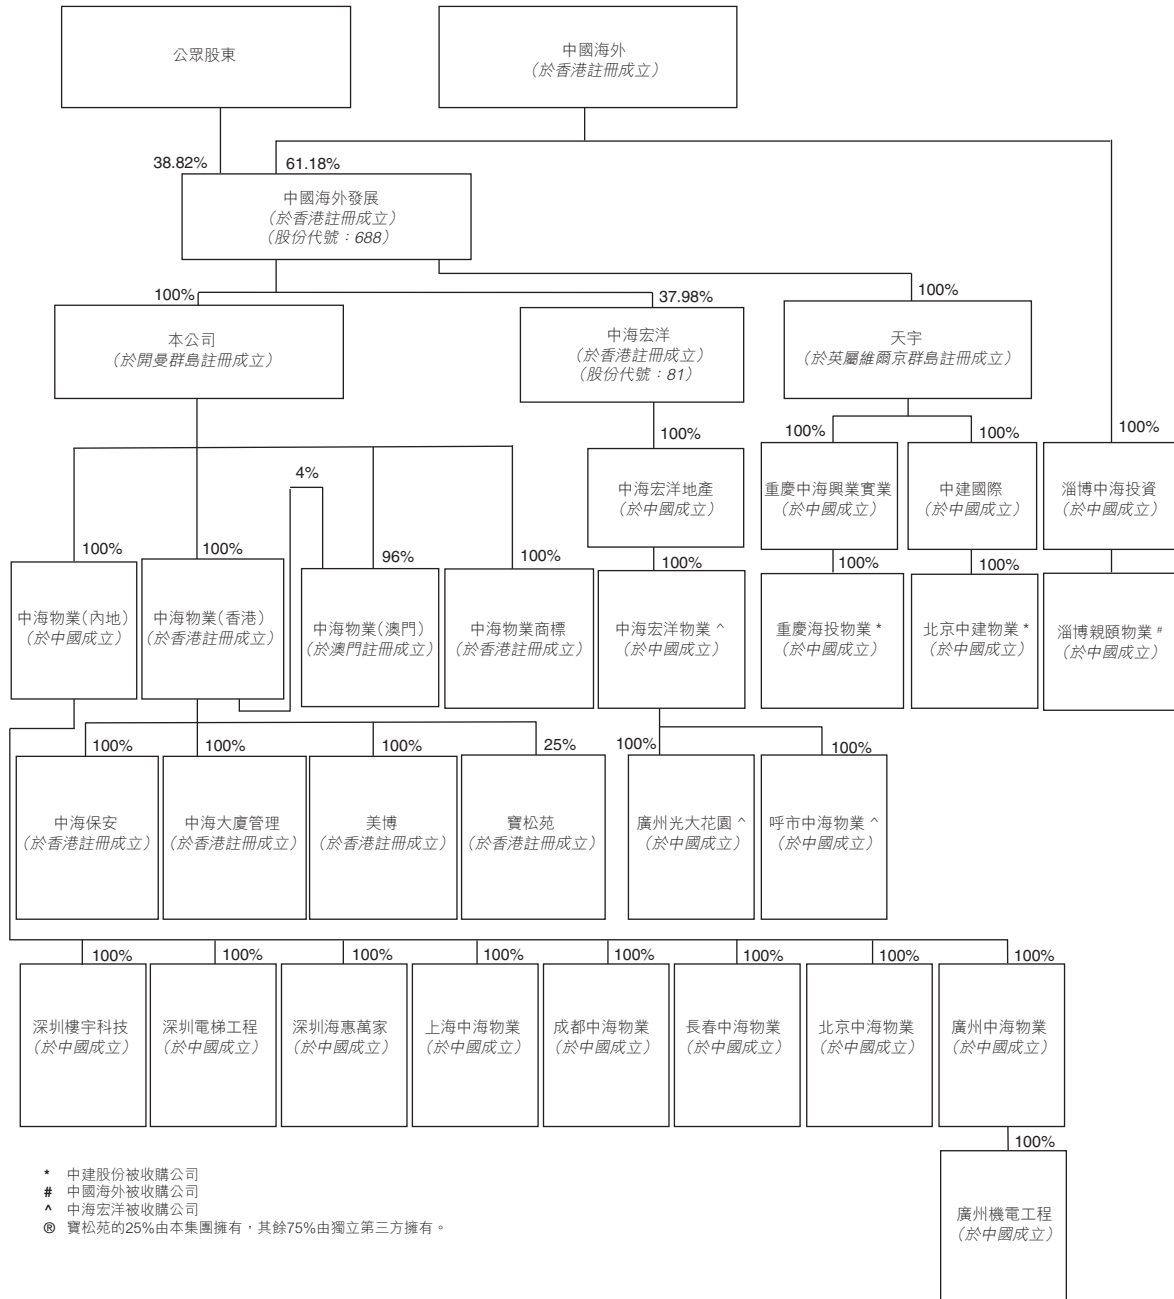 公眾股東
中國海外
（於香港註冊成立）
38.82%
61.18%
中國海外發展
（於香港註冊成立）
（股份代號：688）
100%
37.98%
100%
本公司
（於開曼群島註冊成立）
中海宏洋
（於香港註冊成立）
（股份代號：81）
天宇
（於英屬維爾京群島註冊成立）
100%
100%
100%
100%
4%
中海宏洋地產
（於中國成立）
重慶中海興業實業
（於中國成立）
中建國際
（於中國成立）
淄博中海投資
（於中國成立）
100%
100%
96%
100%
100%
100%
100%
中海物業（內地）
（於中國成立）
中海物業（香港）
（於香港註冊成立）
中海物業（澳門）
（於澳門註冊成立）
中海物業商標
（於香港註冊成立）
中海宏洋物業 ^
（於中國成立）
重慶海投物業 *
（於中國成立）
北京中建物業 *
（於中國成立）
淄博親頤物業 #
（於中國成立）
100%
100%
100%
25%
100%
100%
中海保安
（於香港註冊成立）
中海大廈管理
（於香港註冊成立）
美博
（於香港註冊成立）
寶松苑
（於香港註冊成立）
廣州光大花園 ^
（於中國成立）
呼市中海物業 ^
（於中國成立）
100%
100%
100%
100%
100%
100%
100%
100%
深圳樓宇科技
（於中國成立）
深圳電梯工程
（於中國成立）
深圳海惠萬家
（於中國成立）
上海中海物業
（於中國成立）
成都中海物業
（於中國成立）
長春中海物業
（於中國成立）
北京中海物業
（於中國成立）
廣州中海物業
（於中國成立）
100%
廣州機電工程
（於中國成立）
* 中建股份被收購公司
# 中國海外被收購公司
^ 中海宏洋被收購公司
® 寶松苑的25%由本集團擁有，其餘75%由獨立第三方擁有。